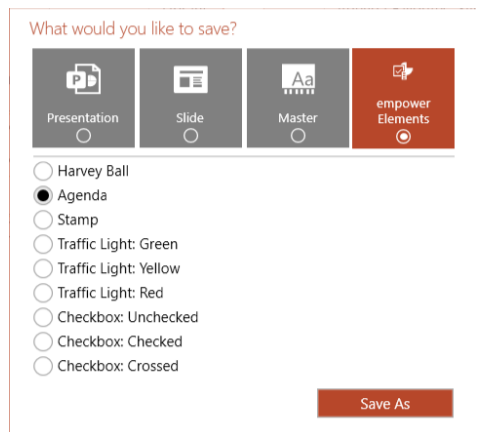 What would you like to save?
Presentation
Slide
Aa
Master
empower
Elements
Harvey Ball
Agenda
Stamp
Traffic Light: Green
Traffic Light: Yellow
Traffic Light: Red
Checkbox: Unchecked
Checkbox: Checked
Checkbox: Crossed
Save As